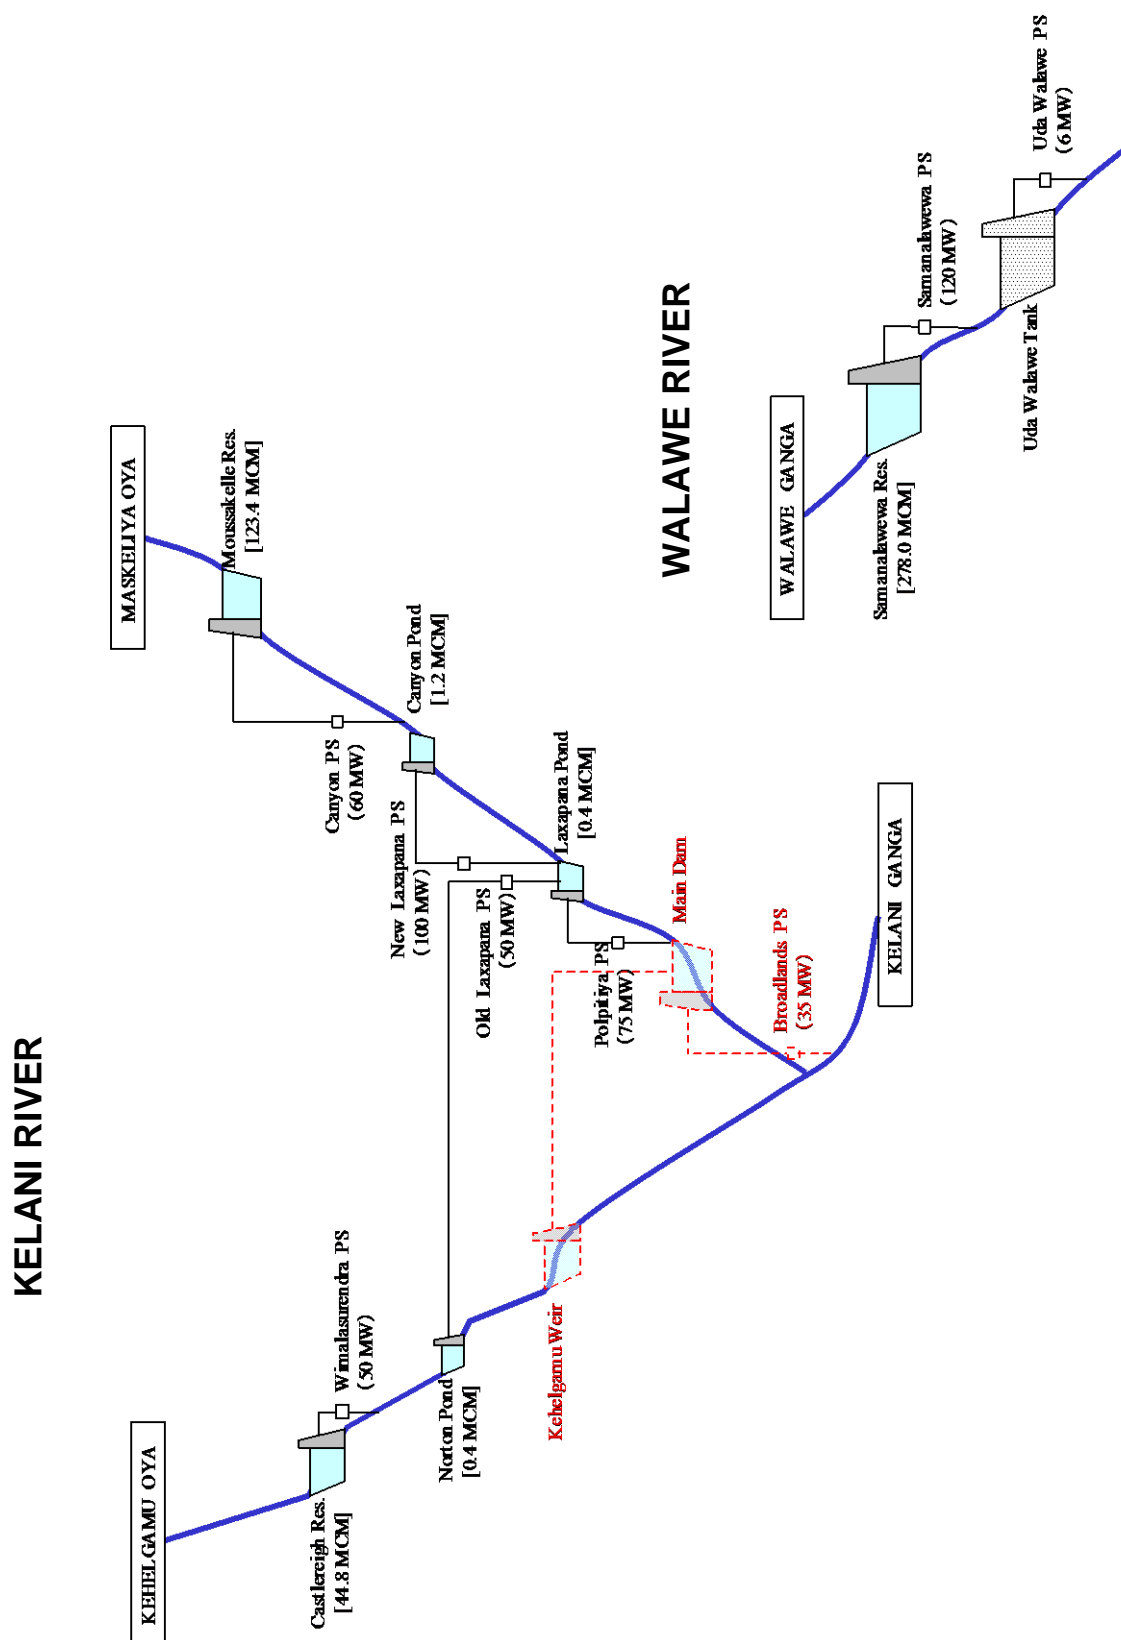 KELANI RIVER
KEHELGAMU OYA
Castlereigh Res.
[44.8 MCM]
Wimalasurendra PS
(50 MW)
Norton Pond
[0.4 MCM]
Kehelgamu Weir
MASKELIYA OYA
Moussakelle Res.
[123.4 MCM]
Canyon PS
(60 MW)
Canyon Pond
[1.2 MCM]
New Laxapana PS
(100 MW)
Old Laxapana PS
(50 MW)
Laxapana Pond
[0.4 MCM]
Polpitiya PS
(75 MW)
Main Dam
Broadlands PS
(35 MW)
KELANI GANGA
WALAWE RIVER
WALAWE GANGA
Samanalawewa Res.
[278.0 MCM]
Samanalawewa PS
(120 MW)
Uda Walawe Tank
Uda Walawe PS
(6 MW)